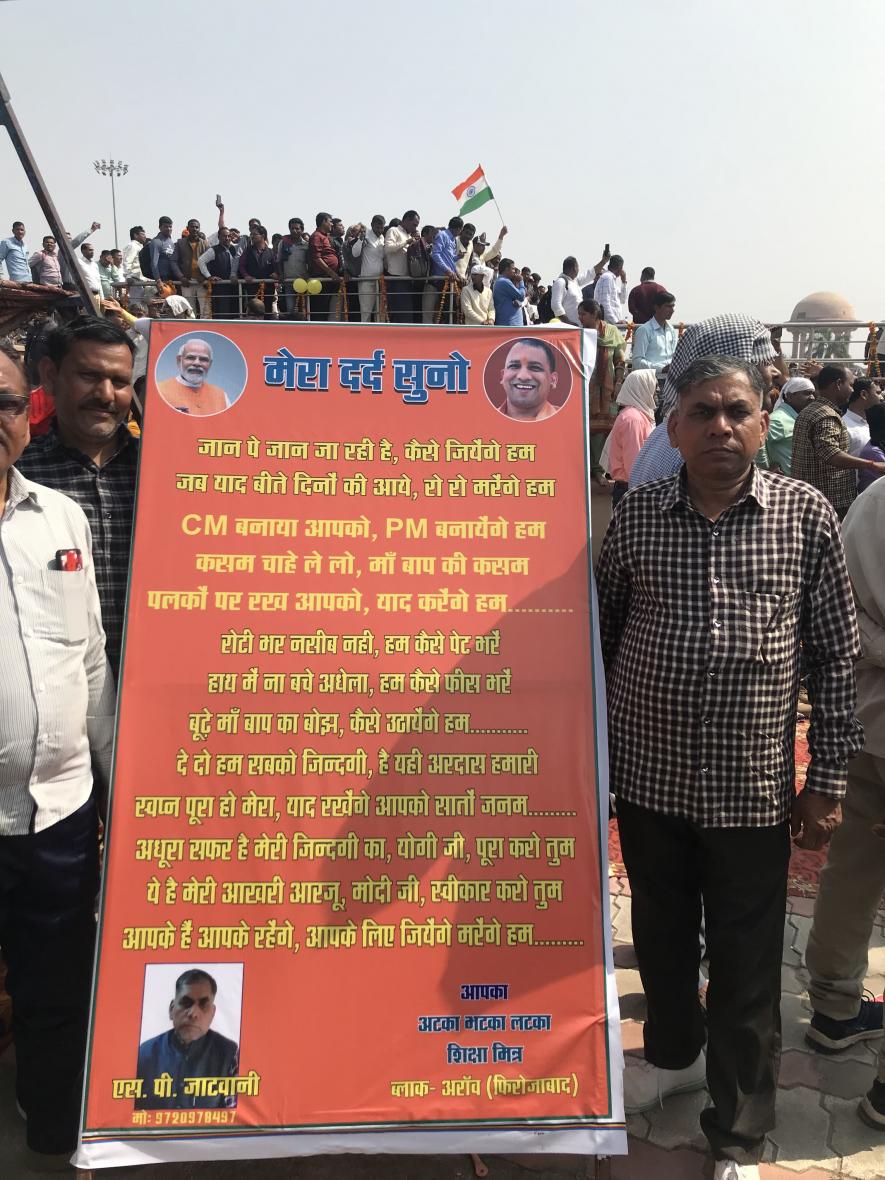 मेरा दर्द सुनो
जान पे जान जा रही है, कैसे जियेंगे हम
जब याद बीते दिनों की आये, रो रो मरेंगे हम
CM बनाया आपको, PM बनायेंगे हम
कसम चाहे ले लो, माँ बाप की कसम
पलकों पर रख आपको, याद करेंगे हम..........
रोटी भर नसीब नही, हम कैसे पेट भरें
हाथ में ना बचे अधेला, हम कैसे फीस भरें
बूढ़े माँ बाप का बोझ, कैसे उठायेंगे हम...........
दे दो हम सबको जिन्दगी, है यही अरदास हमारी
स्वप्न पूरा हो मेरा, याद रखेंगे आपको सातों जनम.........
अधूरा सफर है मेरी जिन्दगी का, योगी जी, पूरा करो तुम
ये है मेरी आखरी आरजू, मोदी जी, स्वीकार करो तुम
आपके हैं आपके रहेंगे, आपके लिए जियेंगे मरेंगे हम.........
आपका
अटका भटका लटका
शिक्षा मित्र
ब्लाक- अराँव (फिरोजाबाद)
एस. पी. जाटवानी
मो: 9720978497